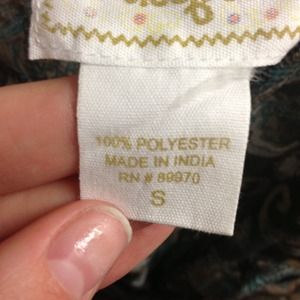 100% POLYESTER
MADE IN INDIA
RN # 89970
S